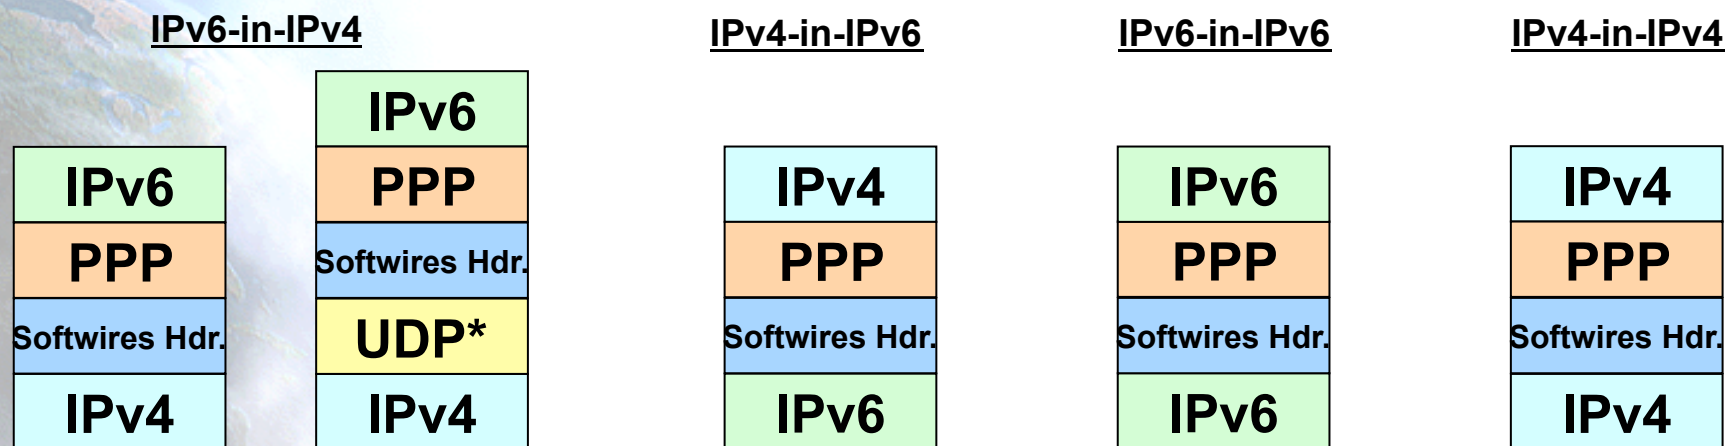 IPv6-in-IPv4
IPv4-in-IPv6
IPv6-in-IPv6
IPv4-in-IPv4
IPv6
PPP
Softwires Hdr.
IPv4
IPv6
PPP
Softwires Hdr.
UDP*
IPv4
IPv4
PPP
Softwires Hdr.
IPv6
IPv6
PPP
Softwires Hdr.
IPv6
IPv4
PPP
Softwires Hdr.
IPv4